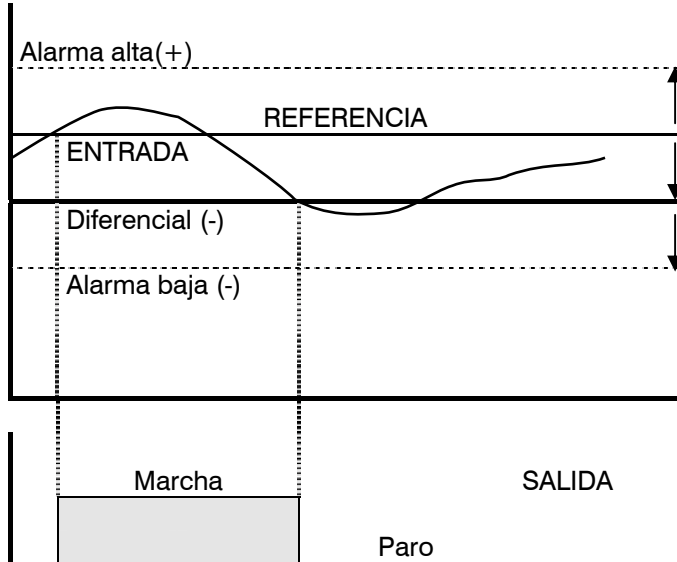 Alarma alta(+)
REFERENCIA
ENTRADA
Diferencial (-)
Alarma baja (-)
Marcha
SALIDA
Paro